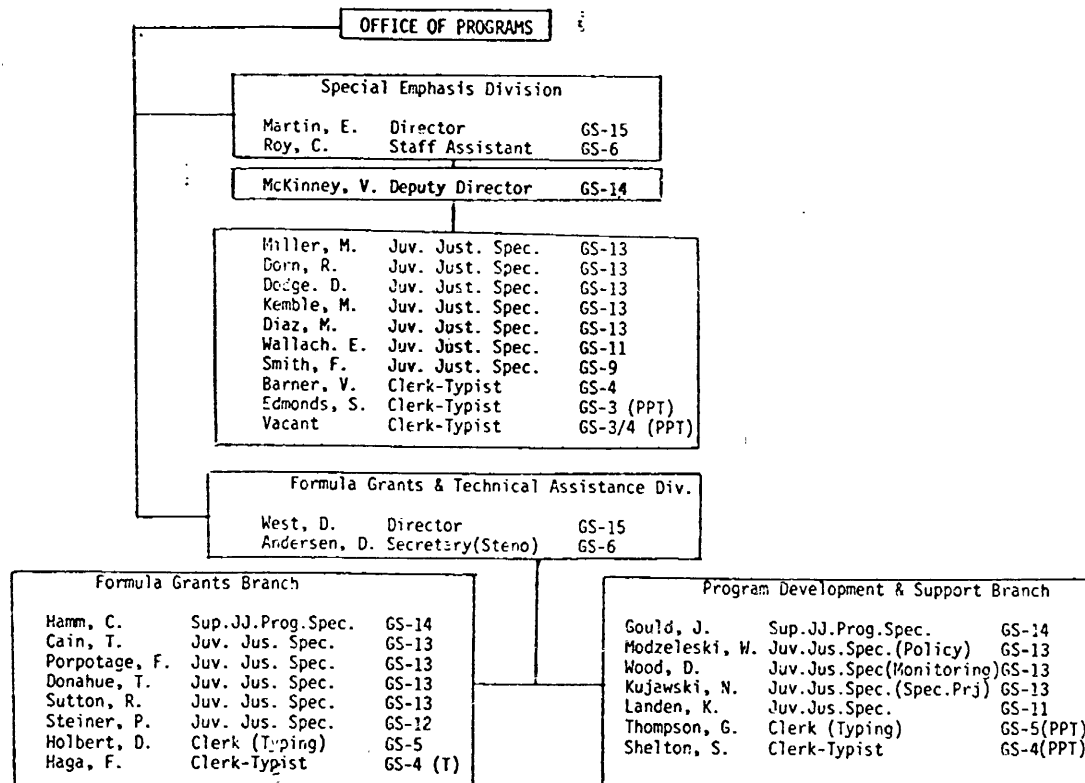 OFFICE OF PROGRAMS
Special Emphasis Division
Martin, E. Director GS-15
Roy, C. Staff Assistant GS-6
McKinney, V. Deputy Director GS-14
Miller, M. Juv. Just. Spec. GS-13
Dorn, R. Juv. Just. Spec. GS-13
Dodge. D. Juv. Just. Spec. GS-13
Kemble, M. Juv. Just. Spec. GS-13
Diaz, M. Juv. Just. Spec. GS-13
Wallach. E. Juv. Just. Spec. GS-11
Smith, F. Juv. Just. Spec. GS-9
Barner, V. Clerk-Typist GS-4
Edmonds, S. Clerk-Typist GS-3 (PPT)
Vacant Clerk-Typist GS-3/4 (PPT)
Formula Grants & Technical Assistance Div.
West, D. Director GS-15
Andersen, D. Secretary(Steno) GS-6
Formula Grants Branch
Hamm, C. Sup.JJ.Prog.Spec. GS-14
Cain, T. Juv. Jus. Spec. GS-13
Porpotage, F. Juv. Jus. Spec. GS-13
Donahue, T. Juv. Jus. Spec. GS-13
Sutton, R. Juv. Jus. Spec. GS-13
Steiner, P. Juv. Jus. Spec. GS-12
Holbert, D. Clerk (Typing) GS-5
Haga, F. Clerk-Typist GS-4 (T)
Program Development & Support Branch
Gould, J. Sup.JJ.Prog.Spec. GS-14
Modzeleski, W. Juv.Jus.Spec.(Policy) GS-13
Wood, D. Juv.Jus.Spec(Monitoring)GS-13
Kujawski, N. Juv.Jus.Spec.(Spec.Prj) GS-13
Landen, K. Juv.Jus.Spec. GS-11
Thompson, G. Clerk (Typing) GS-5(PPT)
Shelton, S. Clerk-Typist GS-4(PPT)